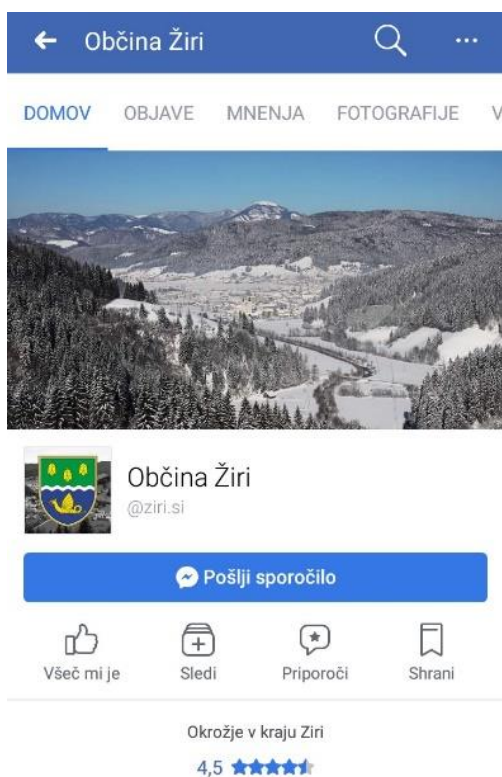 Občina Žiri
DOMOV OBJAVE MNENJA FOTOGRAFIJE V
Občina Žiri
@ziri.si
Pošlji sporočilo
Všeč mi je Sledi Priporoči Shrani
Okrožje v kraju Ziri
4,5